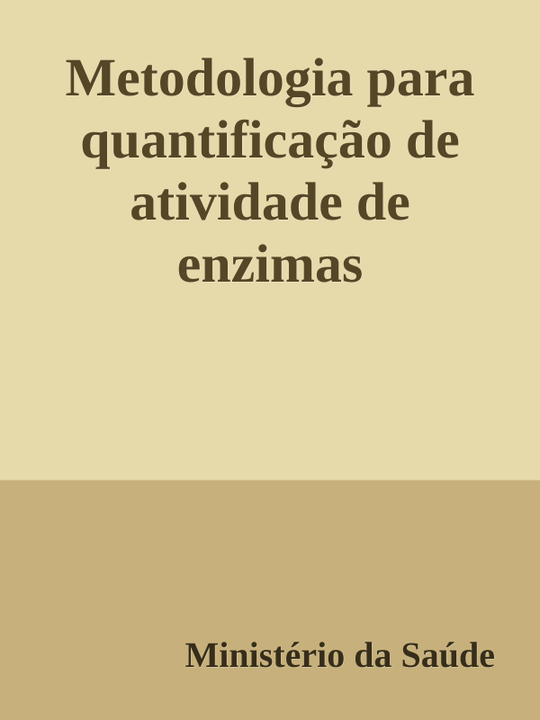 Metodologia para
quantificação de
atividade de
enzimas
Ministério da Saúde